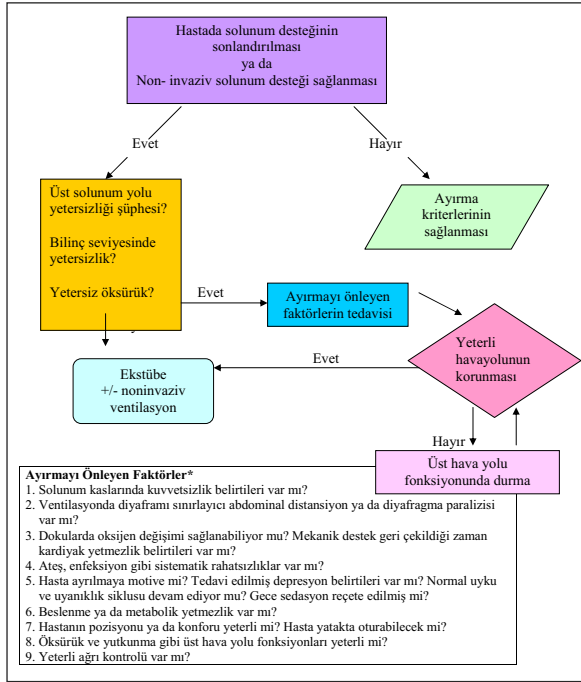 Hastada solunum desteğinin
sonlandırılması
ya da
Non- invaziv solunum desteği sağlanması
Evet
Hayır
Üst solunum yolu
yetersizliği şüphesi?
Bilinç seviyesinde
yetersizlik?
Yetersiz öksürük?
Ayırma
kriterlerinin
sağlanması
Evet
Ayırmayı önleyen
faktörlerin tedavisi
Yeterli
havayolunun
korunması
Evet
Ekstübe
+/- noninvaziv
ventilasyon
Hayır
Üst hava yolu
fonksiyonunda durma
Ayırmayı Önleyen Faktörler*
1. Solunum kaslarında kuvvetsizlik belirtileri var mı?
2. Ventilasyonda diyaframı sınırlayıcı abdominal distansiyon ya da diyafragma paralizisi
var mı?
3. Dokularda oksijen değişimi sağlanabiliyor mu? Mekanik destek geri çekildiği zaman
kardiyak yetmezlik belirtileri var mı?
4. Ateş, enfeksiyon gibi sistematik rahatsızlıklar var mı?
5. Hasta ayrılmaya motive mi? Tedavi edilmiş depresyon belirtileri var mı? Normal uyku
ve uyanıklık siklusu devam ediyor mu? Gece sedasyon reçete edilmiş mi?
6. Beslenme ya da metabolik yetmezlik var mı?
7. Hastanın pozisyonu ya da konforu yeterli mi? Hasta yatakta oturabilecek mi?
8. Öksürük ve yutkunma gibi üst hava yolu fonksiyonları yeterli mi?
9. Yeterli ağrı kontrolü var mı?